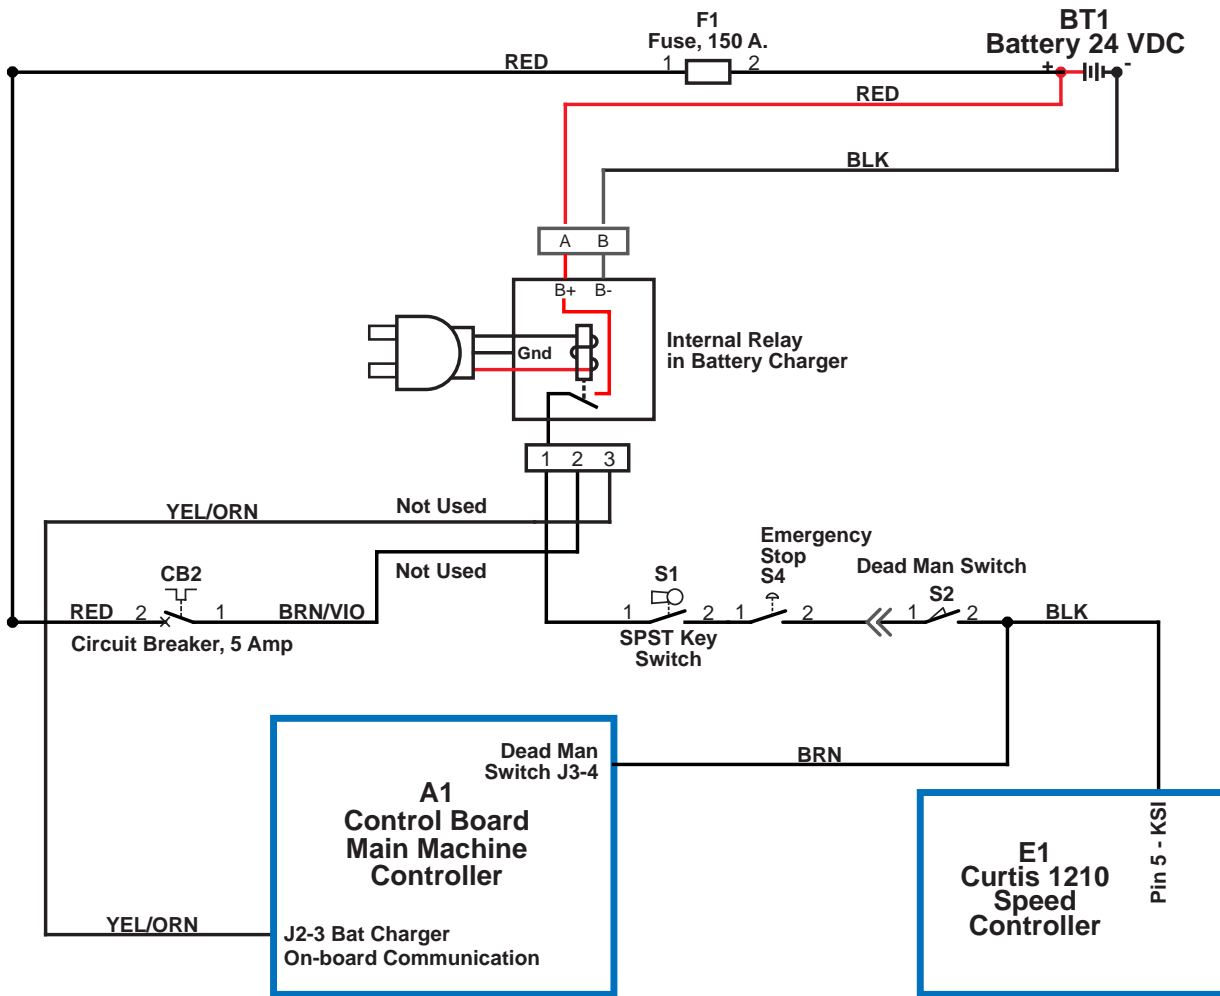 F1
Fuse, 150 A.
BT1
Battery 24 VDC
RED
1
2
+
-
RED
BLK
A
B
B+
B-
Gnd
Internal Relay
in Battery Charger
1
2
3
YEL/ORN
Not Used
Not Used
CB2
RED
2
1
BRN/VIO
Circuit Breaker, 5 Amp
S1
1
2
SPST Key
Switch
Emergency
Stop
S4
1
2
Dead Man Switch
S2
1
2
BLK
Dead Man
Switch J3-4
BRN
A1
Control Board
Main Machine
Controller
E1
Curtis 1210
Speed
Controller
Pin 5 - KSI
YEL/ORN
J2-3 Bat Charger
On-board Communication